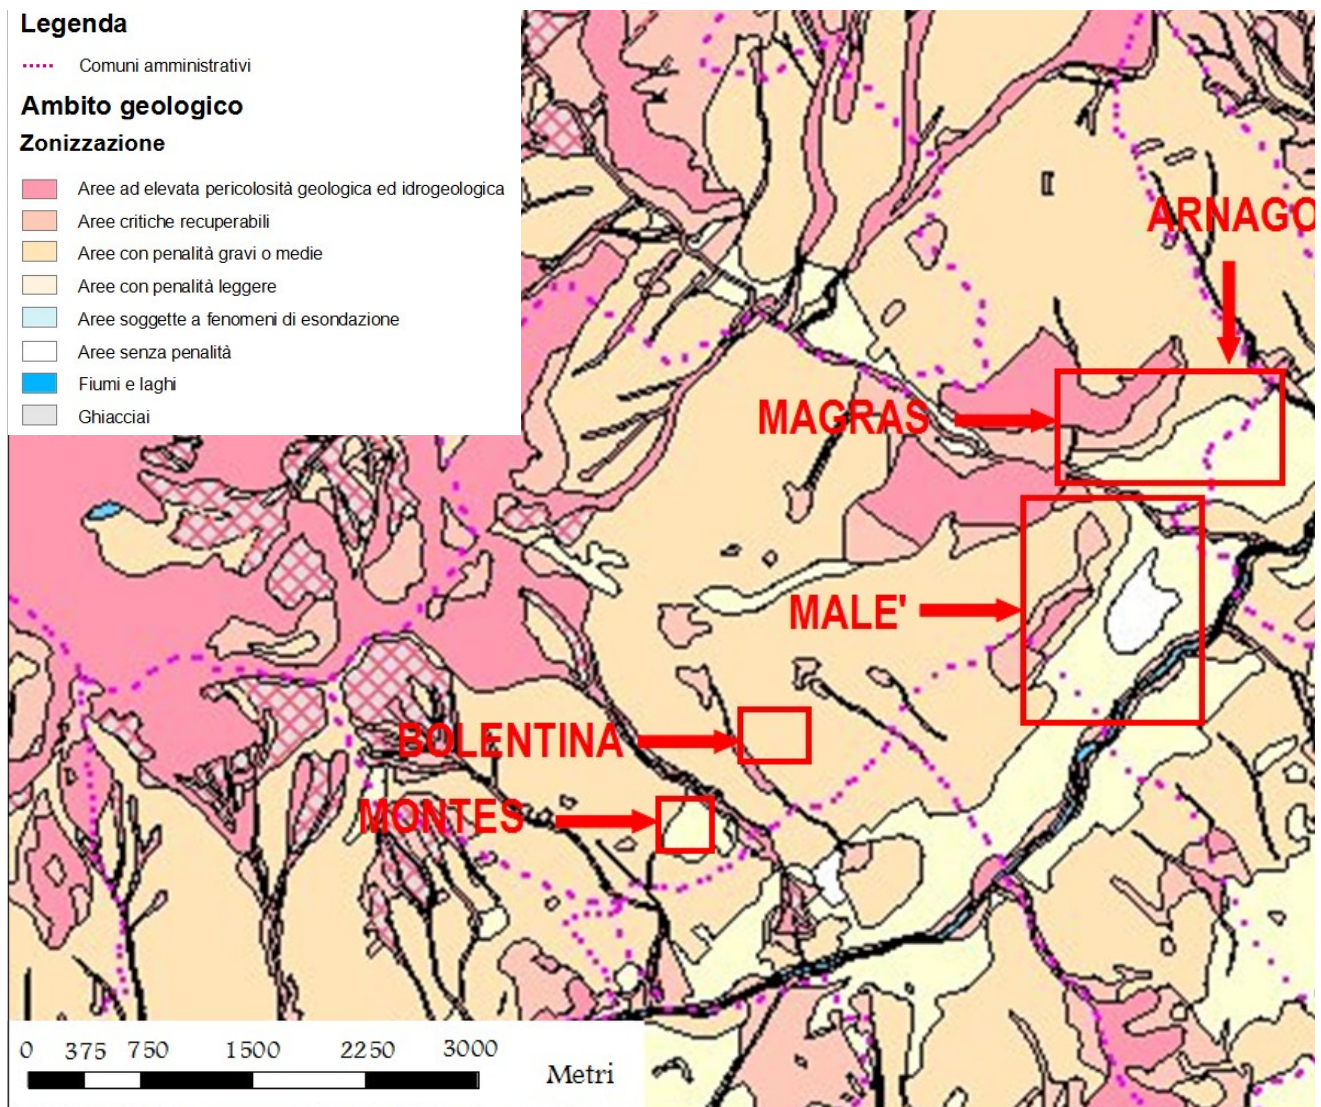 Legenda
Comuni amministrativi
Ambito geologico
Zonizzazione
Aree ad elevata pericolosità geologica ed idrogeologica
Aree critiche recuperabili
Aree con penalità gravi o medie
Aree con penalità leggere
Aree soggette a fenomeni di esondazione
Aree senza penalità
Fiumi e laghi
Ghiacciai
ARNAGO
MAGRAS
MALE'
BOLENTINA
MONTES
0 375 750 1500 2250 3000
Metri